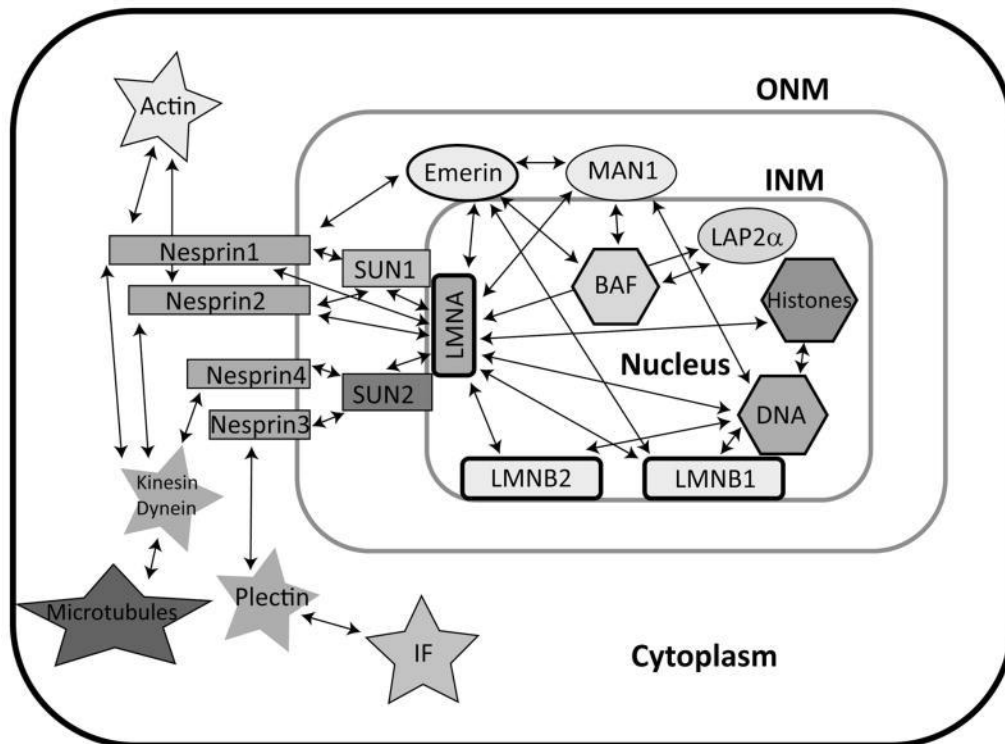 ONM
Actin
Emerin
MAN1
INM
LAP2α
Nesprin1
SUN1
BAF
Histones
Nesprin2
LMNA
Nucleus
Nesprin4
SUN2
DNA
Nesprin3
LMNB2
LMNB1
Kinesin
Dynein
Microtubules
Plectin
IF
Cytoplasm